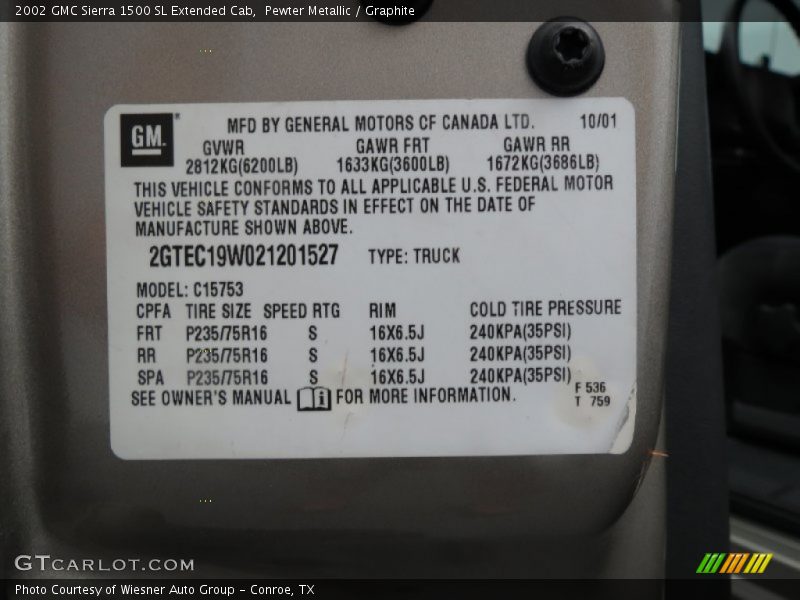 2002 GMC Sierra 1500 SL Extended Cab, Pewter Metallic / Graphite
GM
MFD BY GENERAL MOTORS OF CANADA LTD. 10/01
GVWR GAWR FRT GAWR RR
2812KG(6200LB) 1633KG(3600LB) 1672KG(3686LB)
THIS VEHICLE CONFORMS TO ALL APPLICABLE U.S. FEDERAL MOTOR
VEHICLE SAFETY STANDARDS IN EFFECT ON THE DATE OF
MANUFACTURE SHOWN ABOVE.
2GTEC19W021201527 TYPE: TRUCK
MODEL: C15753
CPFA TIRE SIZE SPEED RTG RIM COLD TIRE PRESSURE
FRT P235/75R16 S 16X6.5J 240KPA(35PSI)
RR P235/75R16 S 16X6.5J 240KPA(35PSI)
SPA P235/75R16 S 16X6.5J 240KPA(35PSI)
SEE OWNER'S MANUAL i FOR MORE INFORMATION.
F 536
T 759
GTCARLOT.COM
Photo Courtesy of Wiesner Auto Group - Conroe, TX